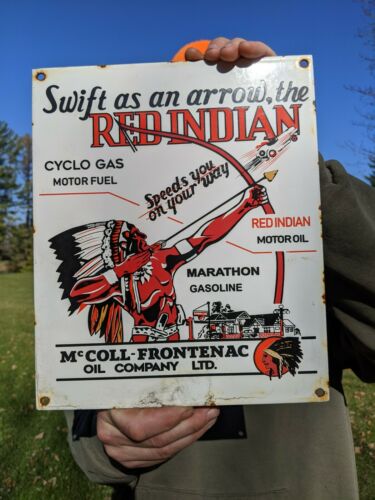 Swift as an arrow, the
RED INDIAN
CYCLO GAS
MOTOR FUEL
Speeds you
on your way
RED INDIAN
MOTOR OIL
MARATHON
GASOLINE
McCOLL-FRONTENAC
OIL COMPANY LTD.